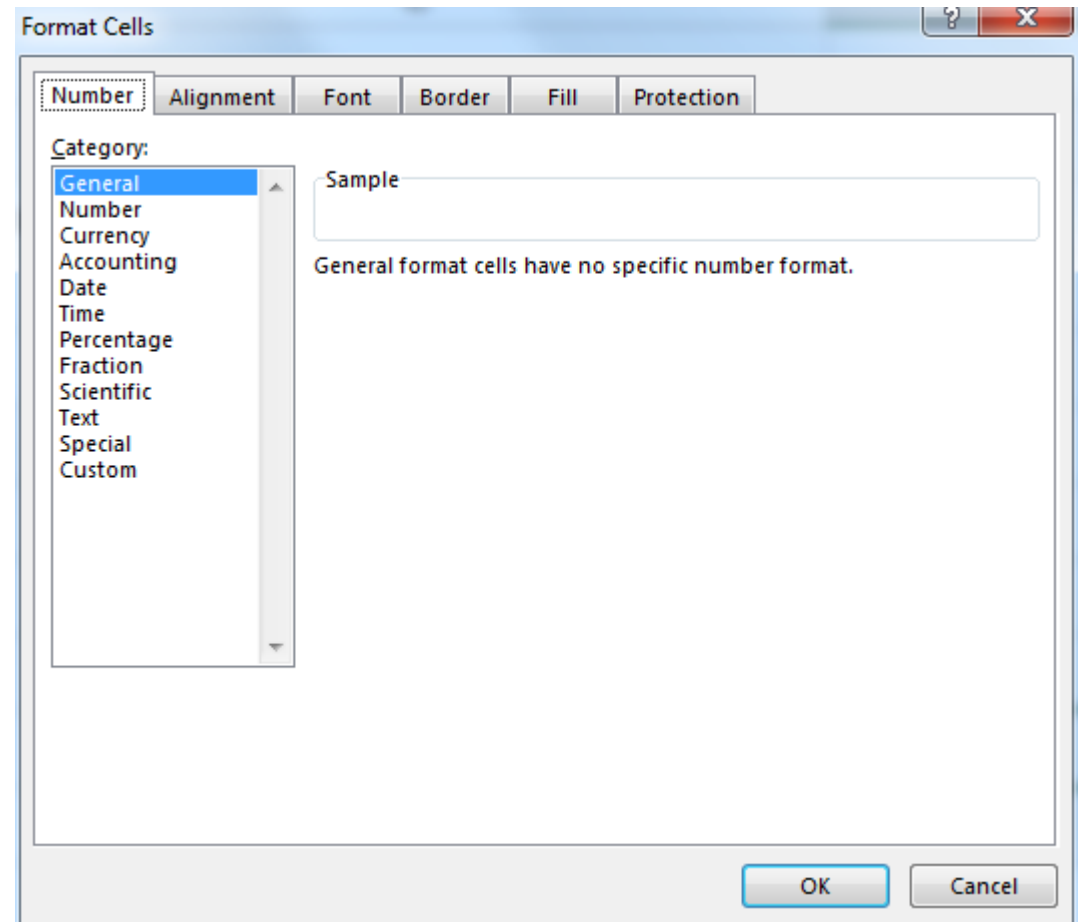 Format Cells
?
X
Number Alignment Font Border Fill Protection
Category:
General
Number
Currency
Accounting
Date
Time
Percentage
Fraction
Scientific
Text
Special
Custom
Sample
General format cells have no specific number format.
OK Cancel